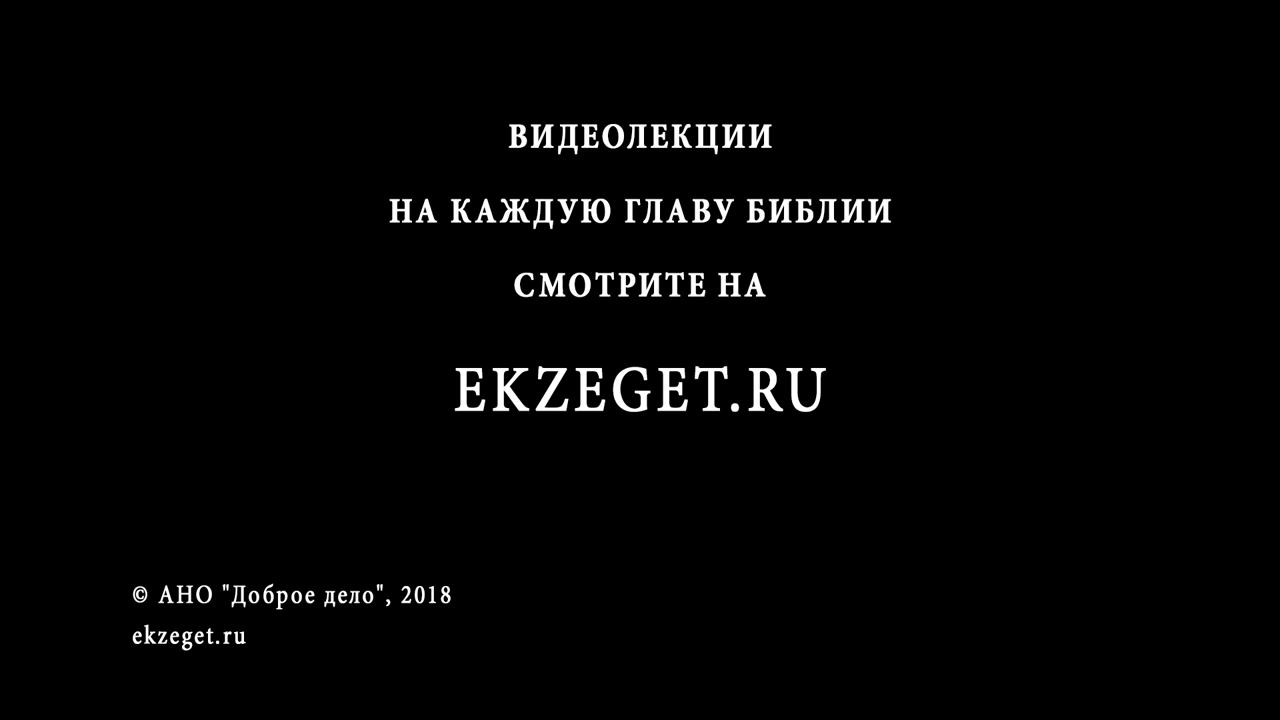 ВИДЕОЛЕКЦИИ
НА КАЖДУЮ ГЛАВУ БИБЛИИ
СМОТРИТЕ НА
EKZEGET.RU
© АНО "Доброе дело", 2018
ekzeget.ru